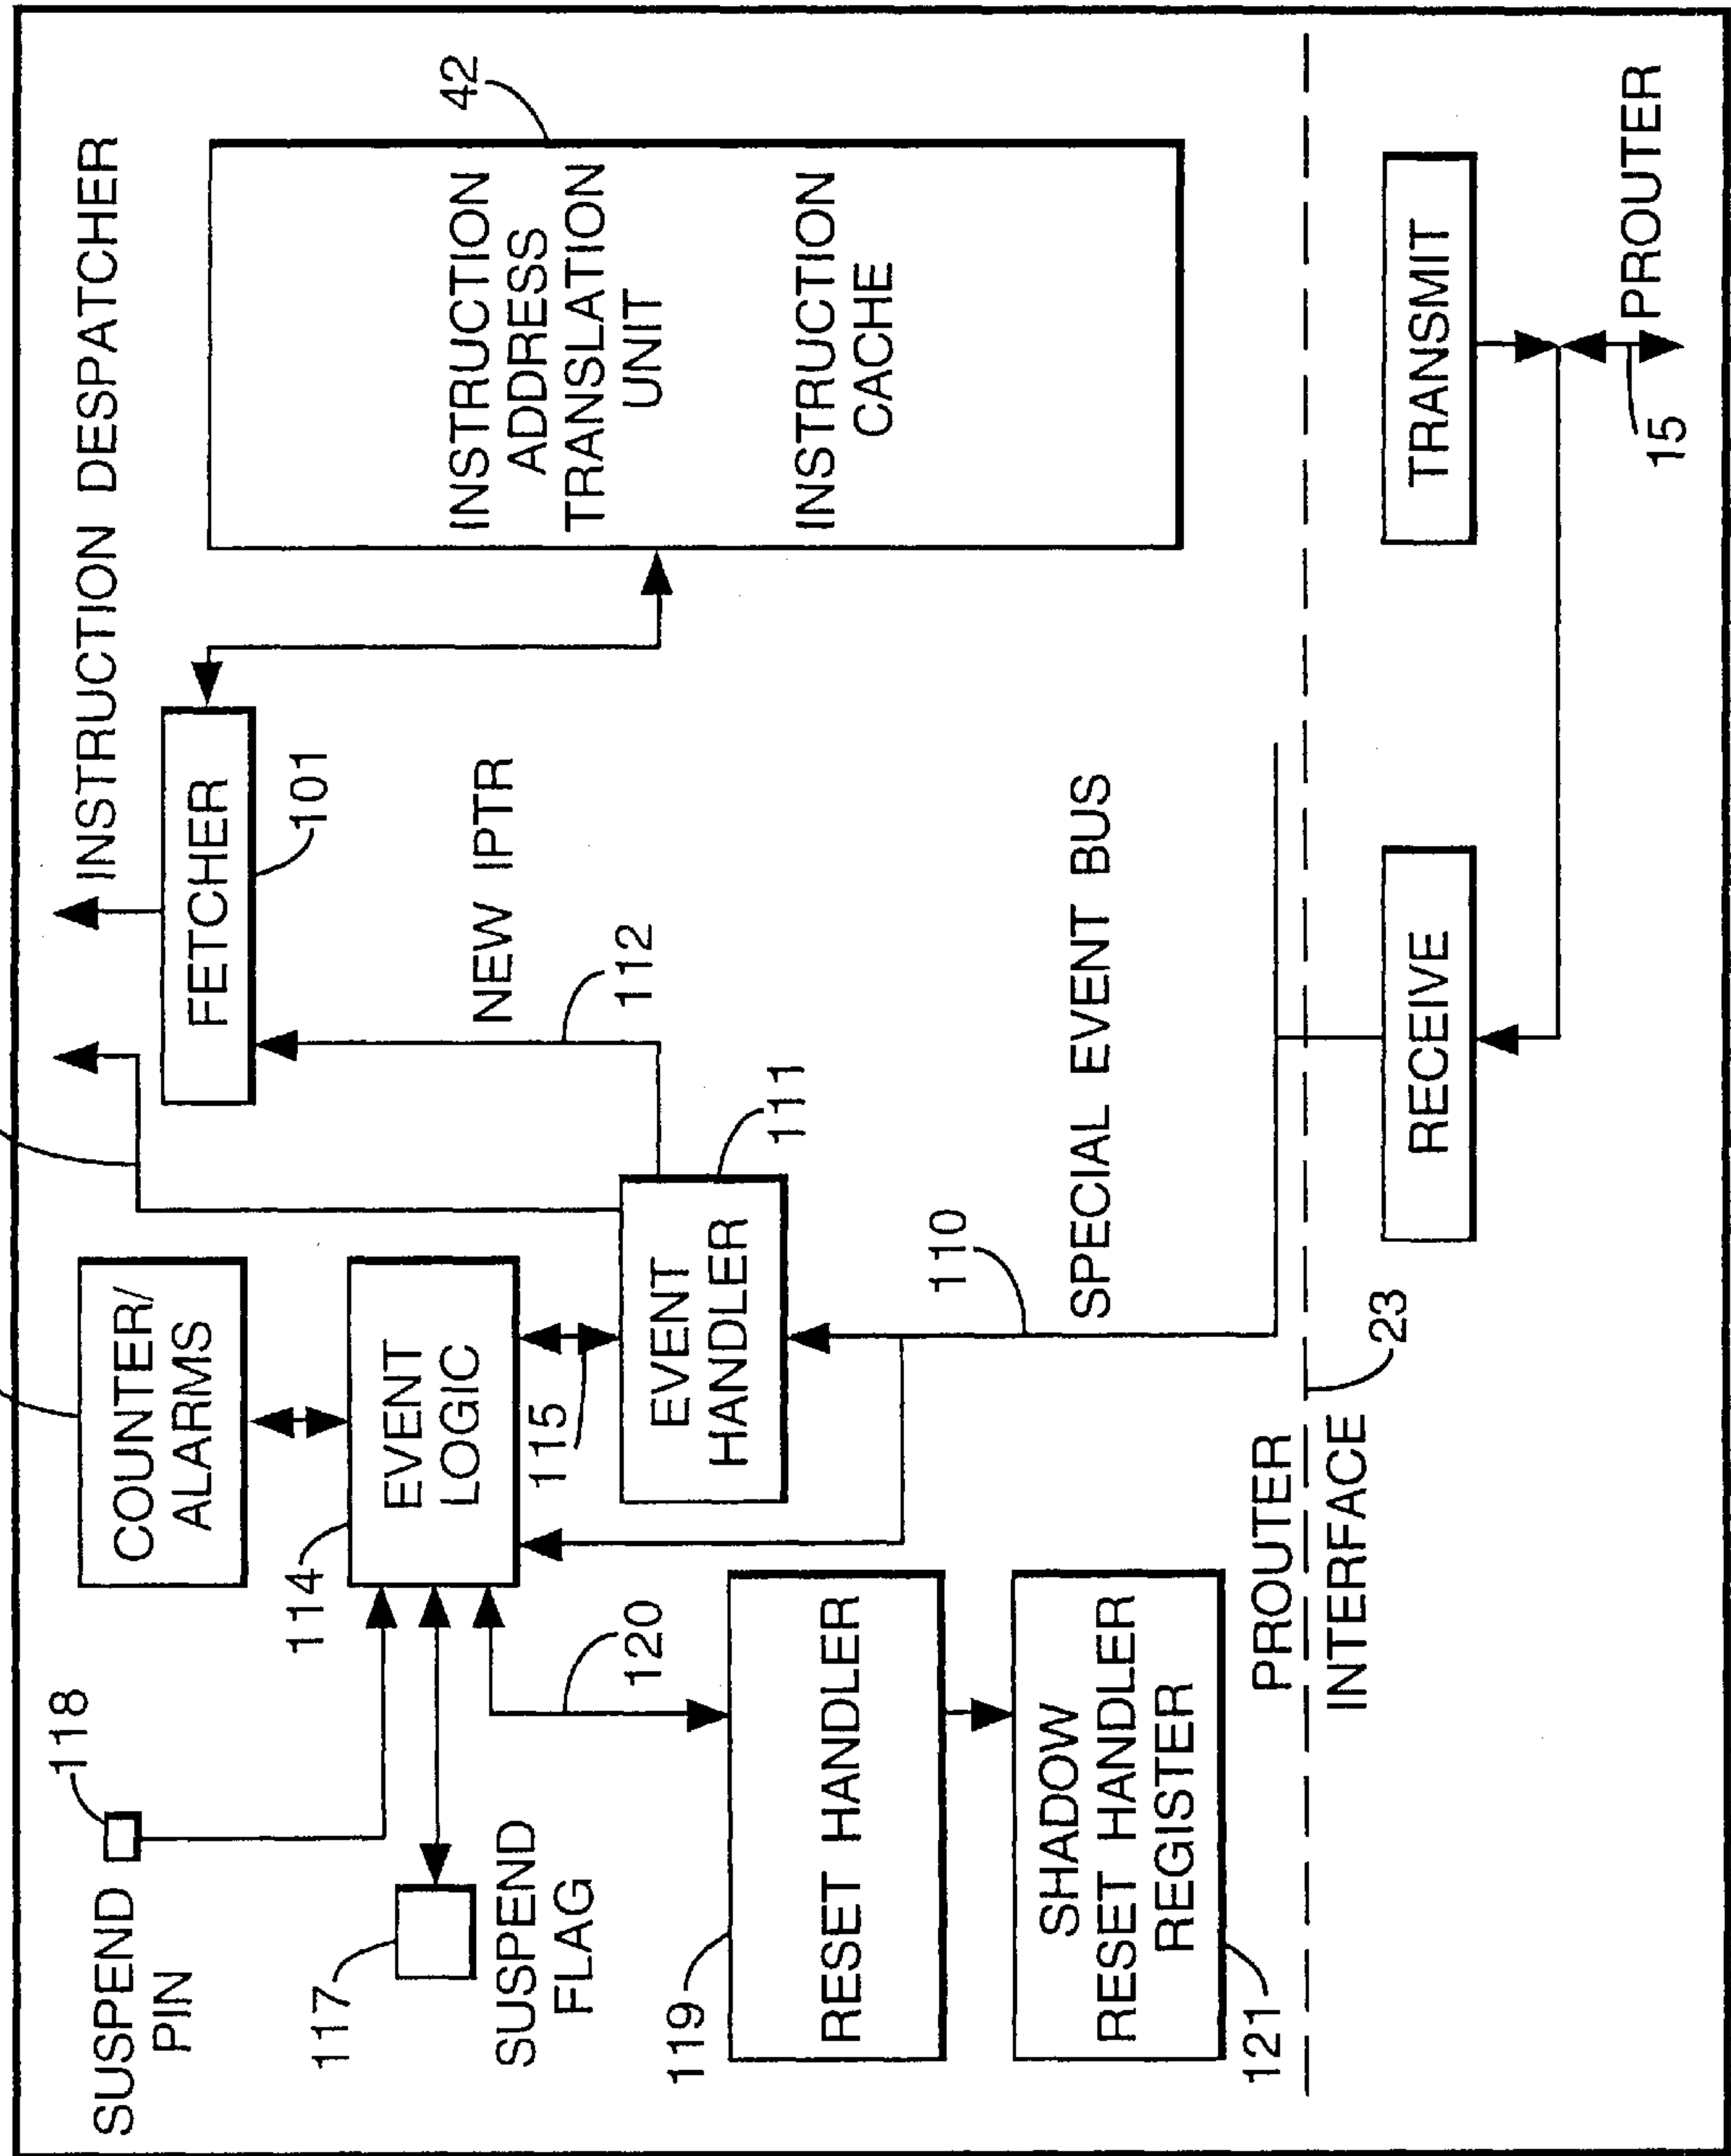 SUSPEND
PIN
118
117
SUSPEND
FLAG
COUNTER/
ALARMS
114
EVENT
LOGIC
115
120
119
RESET HANDLER
SHADOW
RESET HANDLER
REGISTER
121
EVENT
HANDLER
111
110
SPECIAL EVENT BUS
112
NEW IPTR
INSTRUCTION DESPATCHER
FETCHER
101
42
INSTRUCTION
ADDRESS
TRANSLATION
UNIT
INSTRUCTION
CACHE
PROUTER
INTERFACE
23
RECEIVE
TRANSMIT
15
PROUTER